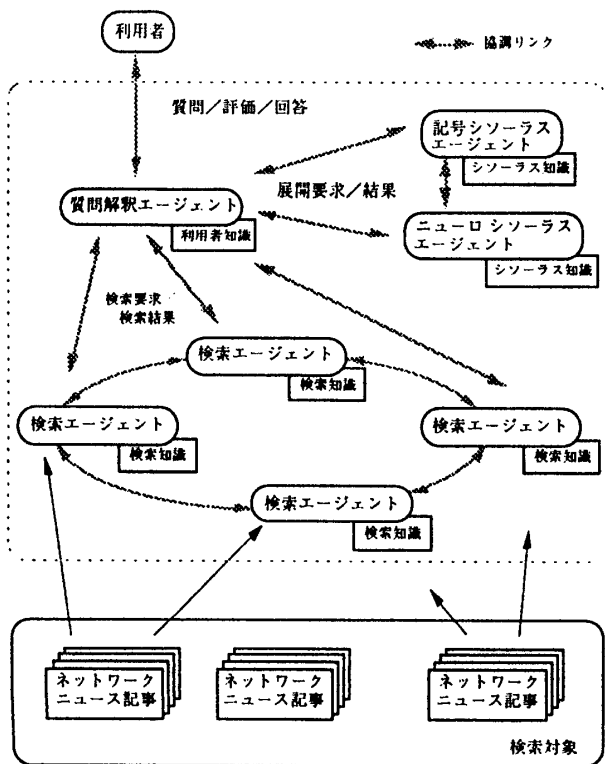 利用者
協調リンク
質問／評価／回答
記号シソーラス
エージェント
シソーラス知識
展開要求／結果
質問解釈エージェント
利用者知識
ニューロ シソーラス
エージェント
シソーラス知識
検索要求
検索結果
検索エージェント
検索知識
検索エージェント
検索知識
検索エージェント
検索知識
検索エージェント
検索知識
ネットワーク
ニュース記事
ネットワーク
ニュース記事
ネットワーク
ニュース記事
検索対象